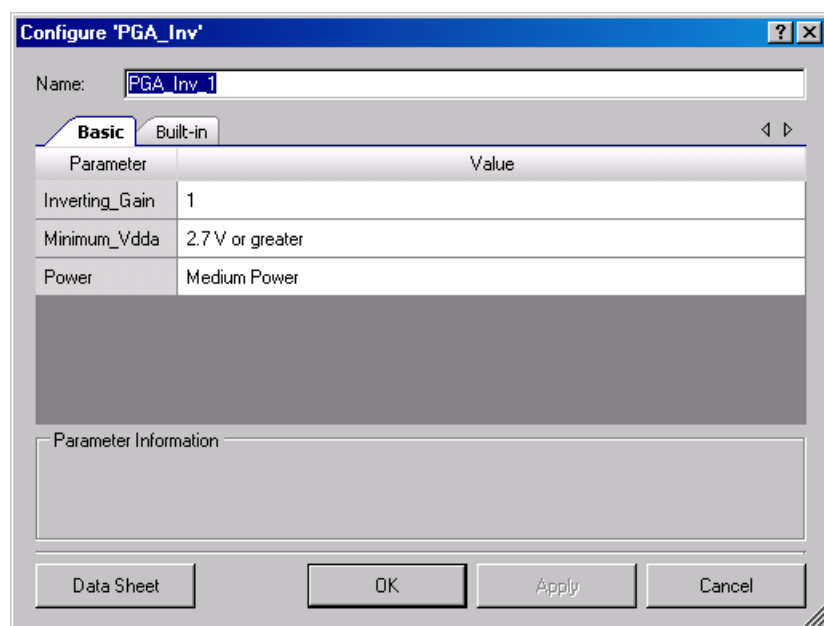 Configure 'PGA_Inv'
Name: PGA_Inv_1
Basic Built-in
Parameter Value
Inverting_Gain 1
Minimum_Vdda 2.7 V or greater
Power Medium Power
Parameter Information
Data Sheet OK Apply Cancel